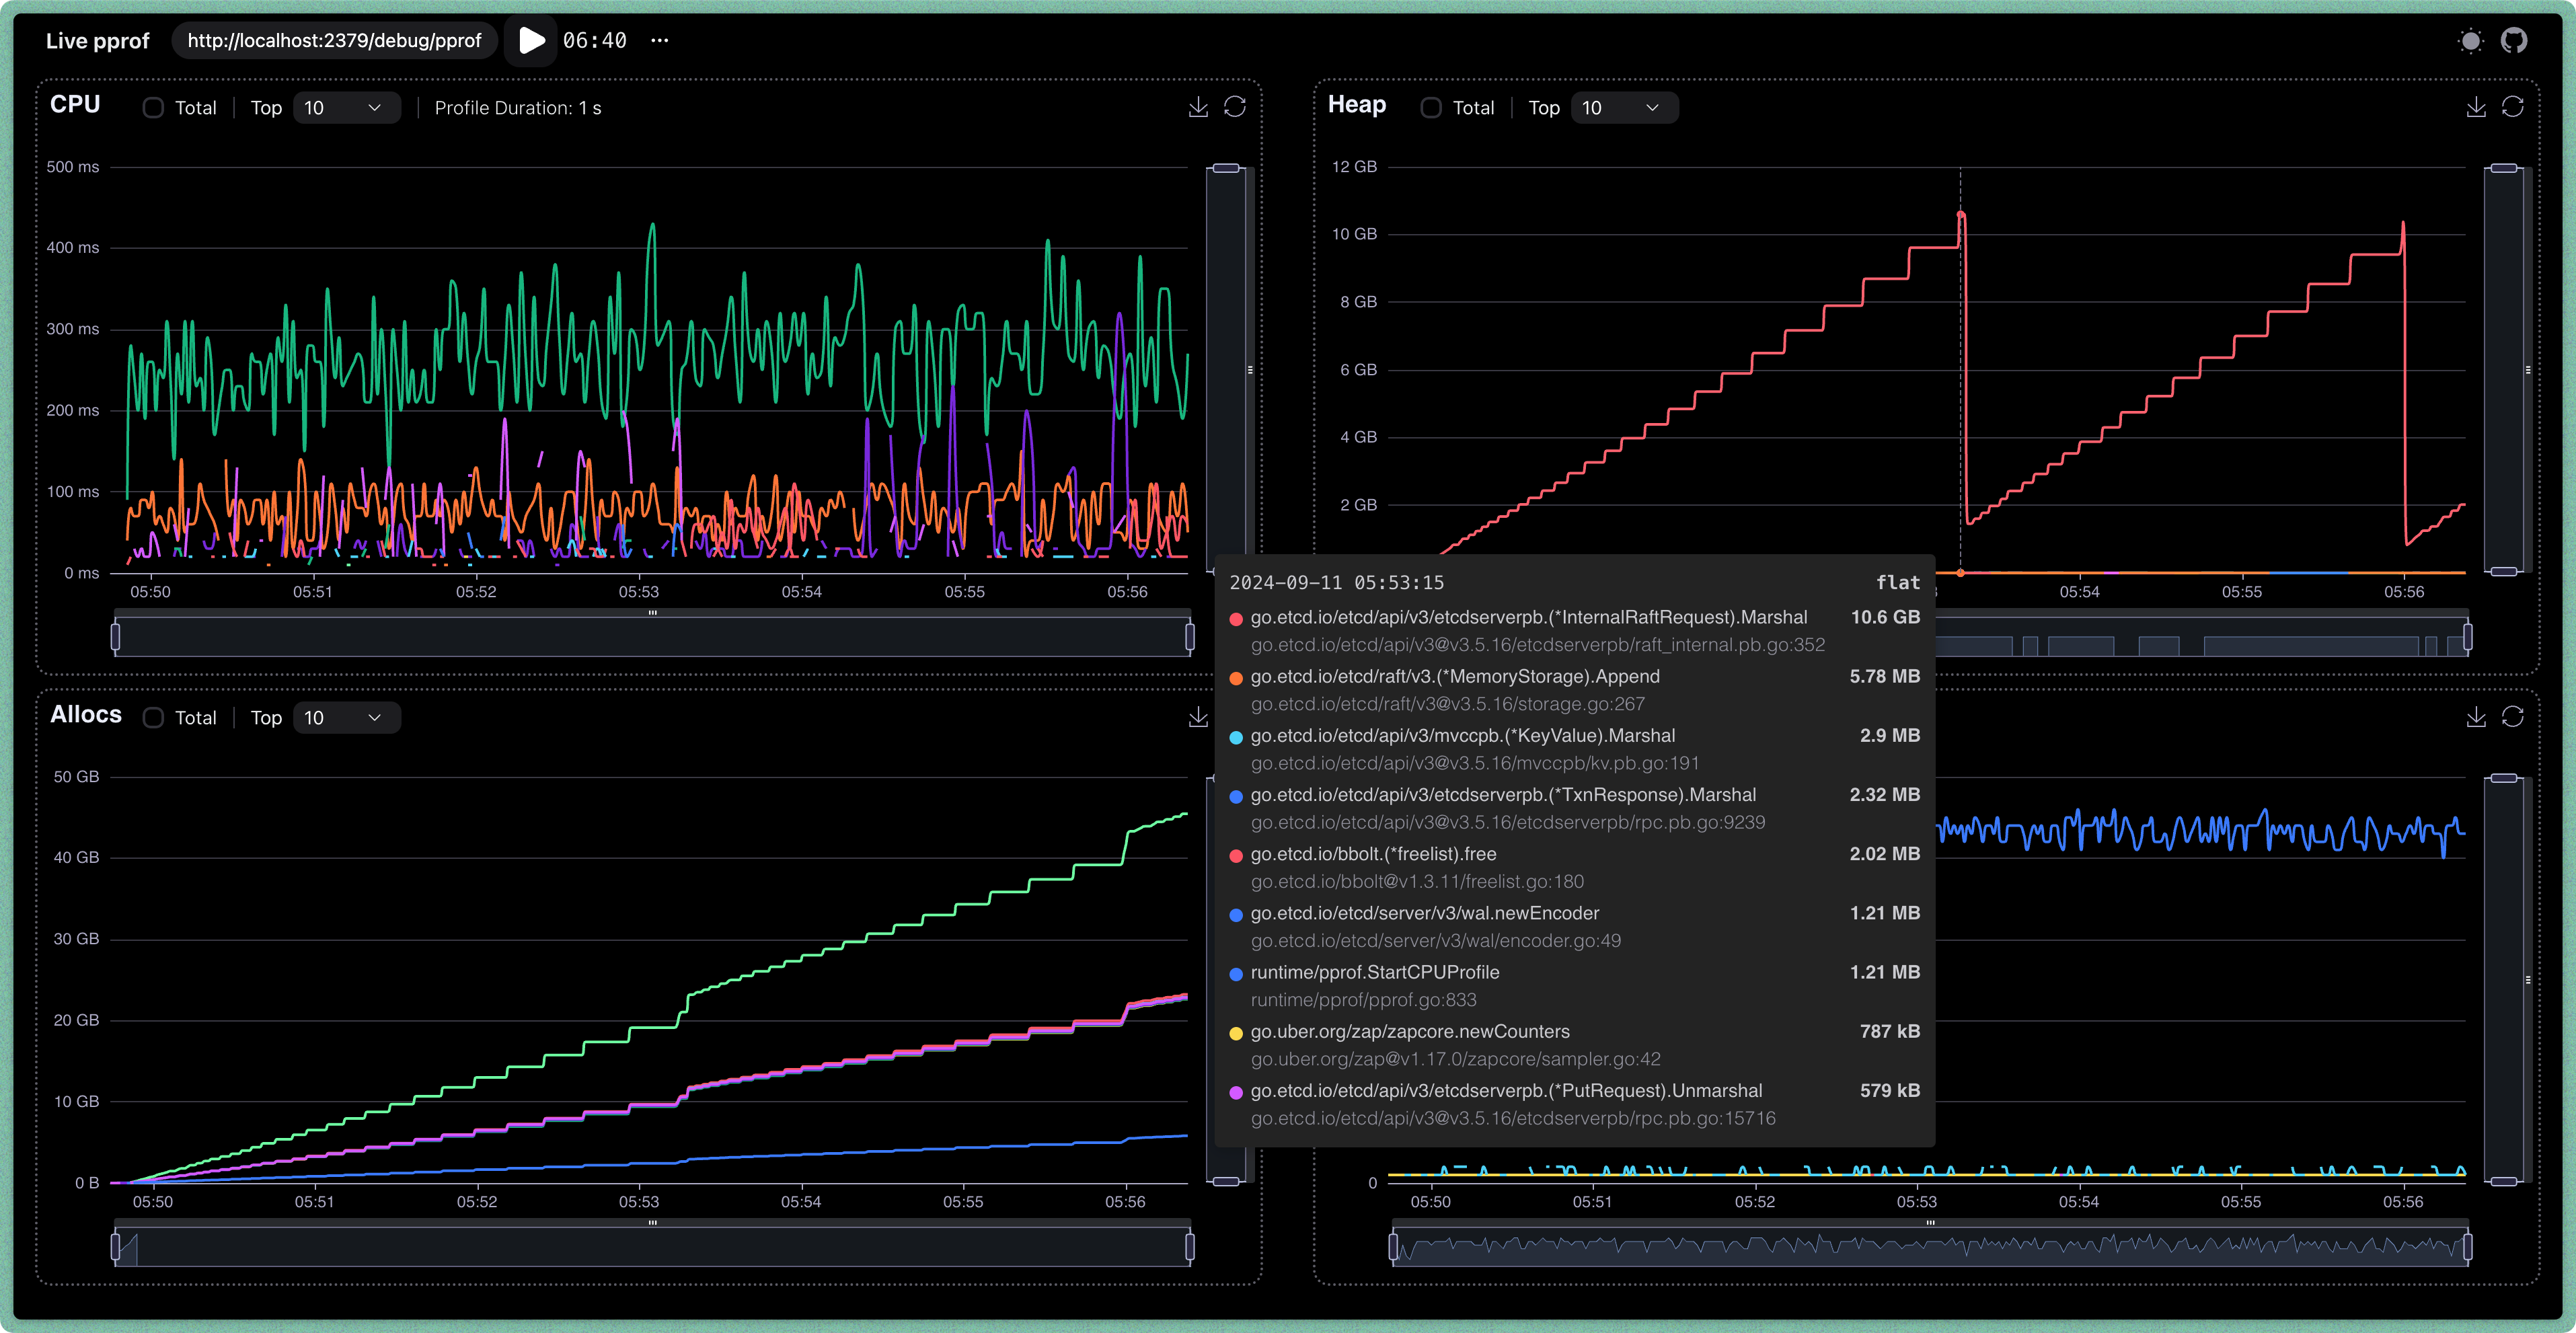 Live pprof http://localhost:2379/debug/pprof 06:40 ···
CPU Total Top 10 Profile Duration: 1 s
500 ms
400 ms
300 ms
200 ms
100 ms
0 ms
05:50 05:51 05:52 05:53 05:54 05:55 05:56
Heap Total Top 10
12 GB
10 GB
8 GB
6 GB
4 GB
2 GB
05:54 05:55 05:56
2024-09-11 05:53:15 flat
go.etcd.io/etcd/api/v3/etcdserverpb.(*InternalRaftRequest).Marshal 10.6 GB
go.etcd.io/etcd/api/v3@v3.5.16/etcdserverpb/raft_internal.pb.go:352
go.etcd.io/etcd/raft/v3.(*MemoryStorage).Append 5.78 MB
go.etcd.io/etcd/raft/v3@v3.5.16/storage.go:267
go.etcd.io/etcd/api/v3/mvccpb.(*KeyValue).Marshal 2.9 MB
go.etcd.io/etcd/api/v3@v3.5.16/mvccpb/kv.pb.go:191
go.etcd.io/etcd/api/v3/etcdserverpb.(*TxnResponse).Marshal 2.32 MB
go.etcd.io/etcd/api/v3@v3.5.16/etcdserverpb/rpc.pb.go:9239
go.etcd.io/bbolt.(*freelist).free 2.02 MB
go.etcd.io/bbolt@v1.3.11/freelist.go:180
go.etcd.io/etcd/server/v3/wal.newEncoder 1.21 MB
go.etcd.io/etcd/server/v3/wal/encoder.go:49
runtime/pprof.StartCPUProfile 1.21 MB
runtime/pprof/pprof.go:833
go.uber.org/zap/zapcore.newCounters 787 kB
go.uber.org/zap@v1.17.0/zapcore/sampler.go:42
go.etcd.io/etcd/api/v3/etcdserverpb.(*PutRequest).Unmarshal 579 kB
go.etcd.io/etcd/api/v3@v3.5.16/etcdserverpb/rpc.pb.go:15716
Allocs Total Top 10
50 GB
40 GB
30 GB
20 GB
10 GB
0 B
05:50 05:51 05:52 05:53 05:54 05:55 05:56
0
05:50 05:51 05:52 05:53 05:54 05:55 05:56